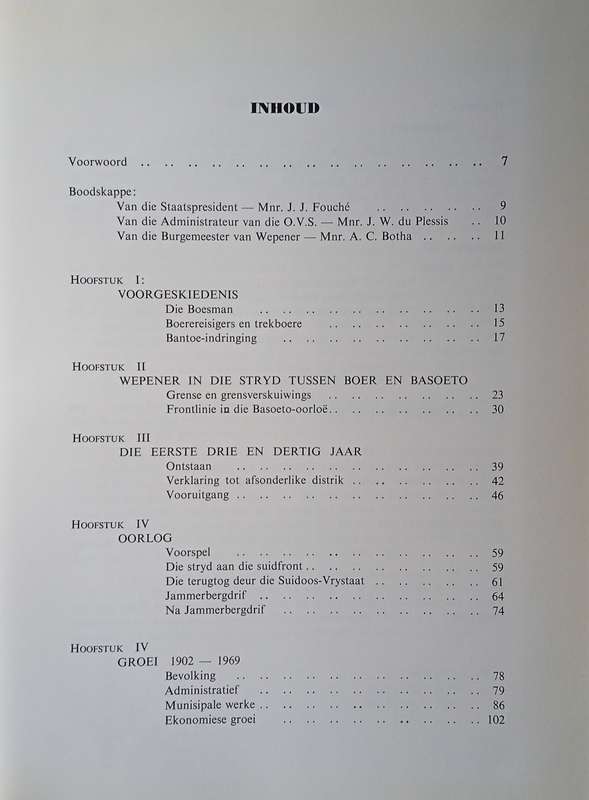 INHOUD
Voorwoord .. .. .. .. .. .. .. .. .. .. .. .. .. .. .. 7
Boodskappe:
Van die Staatspresident — Mnr. J. J. Fouché .. .. .. .. .. 9
Van die Administrateur van die O.V.S. — Mnr. J. W. du Plessis .. 10
Van die Burgemeester van Wepener — Mnr. A. C. Botha .. .. .. 11
HOOFSTUK I:
VOORGESKIEDENIS
Die Boesman .. .. .. .. .. .. .. .. .. .. 13
Boerereisigers en trekboere .. .. .. .. .. .. .. 15
Bantoe-indringing .. .. .. .. .. .. .. .. .. 17
HOOFSTUK II
WEPENER IN DIE STRYD TUSSEN BOER EN BASOETO
Grense en grensverskuiwings .. .. .. .. .. .. .. 23
Frontlinie in die Basoeto-oorloë .. .. .. .. .. .. .. 30
HOOFSTUK III
DIE EERSTE DRIE EN DERTIG JAAR
Ontstaan .. .. .. .. .. .. .. .. .. .. .. 39
Verklaring tot afsonderlike distrik .. .. .. .. .. .. 42
Vooruitgang .. .. .. .. .. .. .. .. .. .. .. 46
HOOFSTUK IV
OORLOG
Voorspel .. .. .. .. .. .. .. .. .. .. .. 59
Die stryd aan die suidfront .. .. .. .. .. .. .. .. 59
Die terugtog deur die Suidoos-Vrystaat .. .. .. .. .. 61
Jammerbergdrif .. .. .. .. .. .. .. .. .. .. 64
Na Jammerbergdrif .. .. .. .. .. .. .. .. .. 74
HOOFSTUK IV
GROEI 1902 — 1969
Bevolking .. .. .. .. .. .. .. .. .. .. .. 78
Administratief .. .. .. .. .. .. .. .. .. .. 79
Munisipale werke .. .. .. .. .. .. .. .. .. .. 86
Ekonomiese groei .. .. .. .. .. .. .. .. .. 102